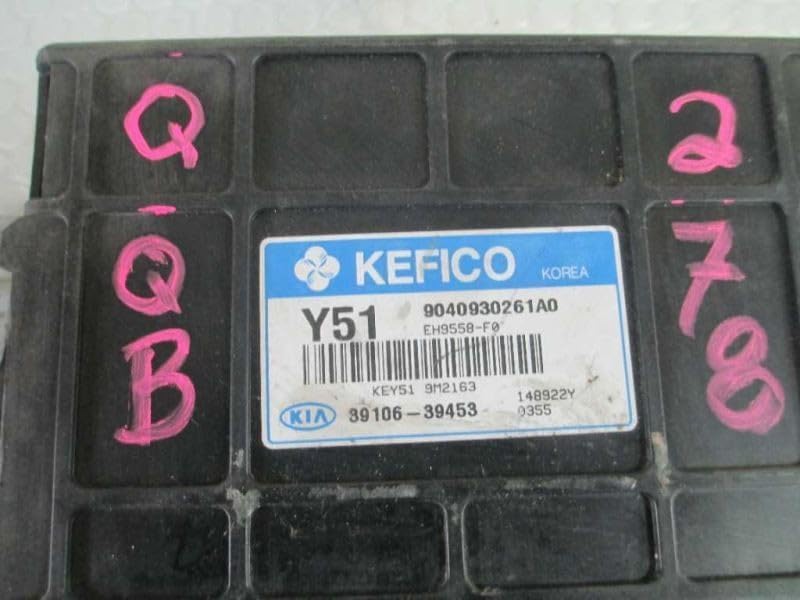 Q
Q
B
KEFICO KOREA
Y51 9040930261A0
EH9558-F0
KEY51 9M2163
148922Y
KIA 39106-39453 0355
2
7
8